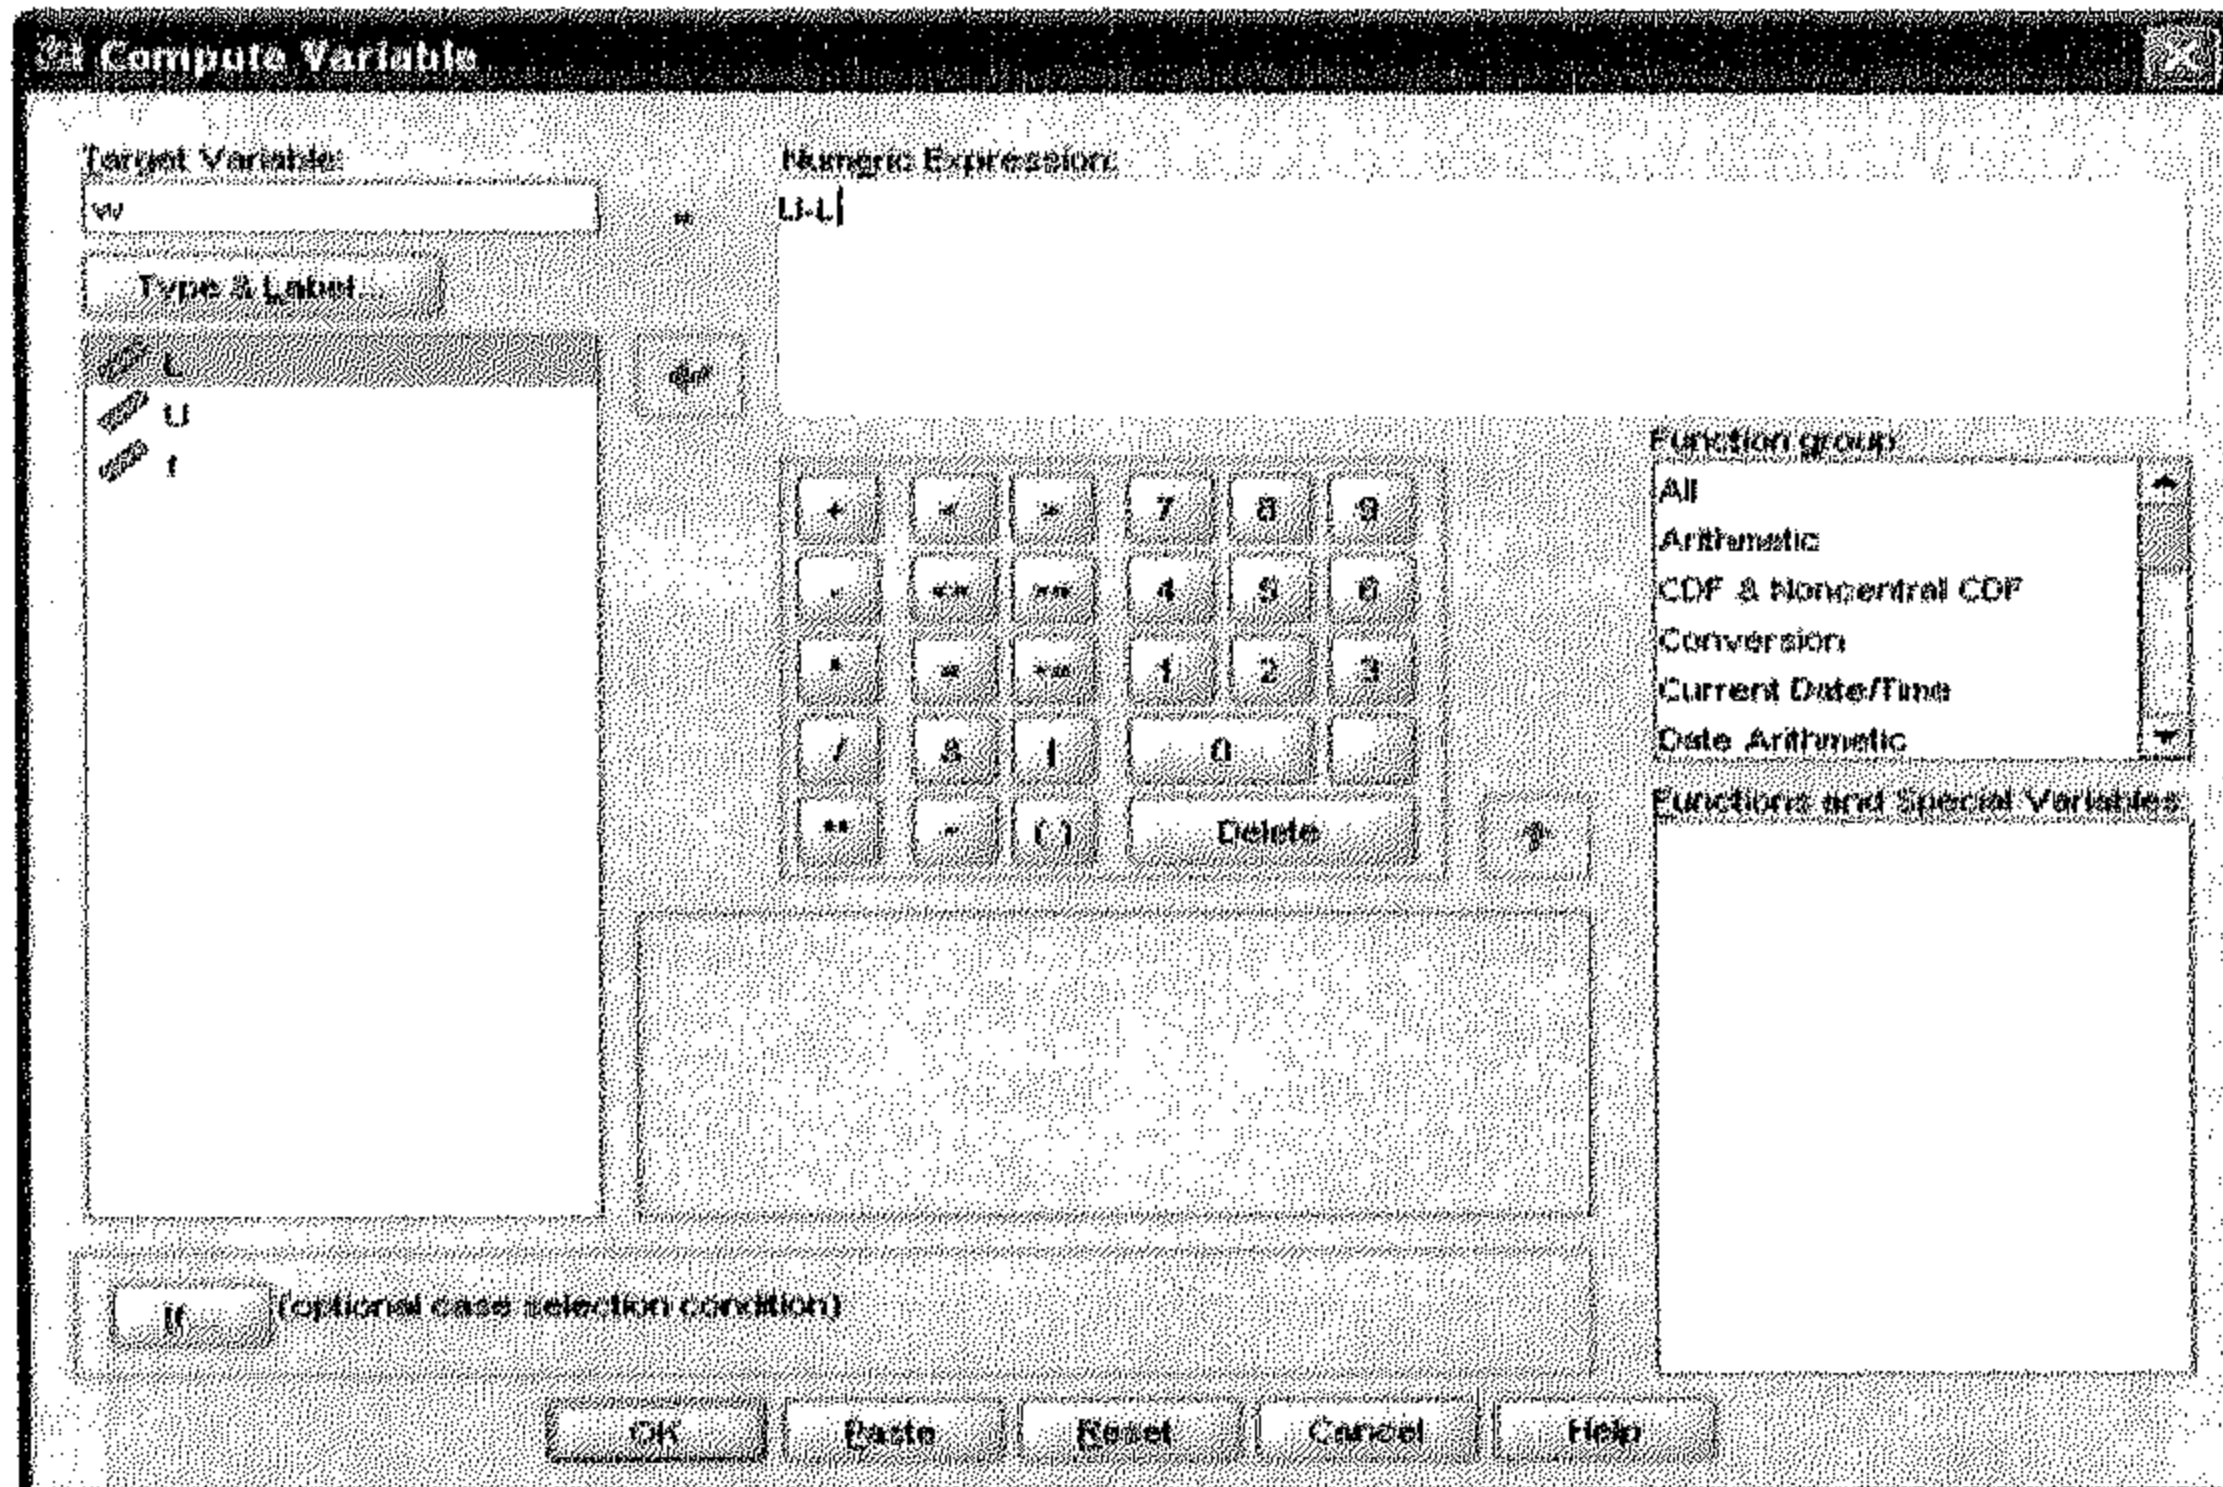 Compute Variable
Target Variable:
w
=
Numeric Expression:
U-L
Type & Label...
L
U
f
+ < > 7 8 9
- <= >= 4 5 6
* = ~= 1 2 3
/ & | 0 .
** ~ ( ) Delete
Function group:
All
Arithmetic
CDF & Noncentral CDF
Conversion
Current Date/Time
Date Arithmetic
Functions and Special Variables:
If... (optional case selection condition)
OK Paste Reset Cancel Help